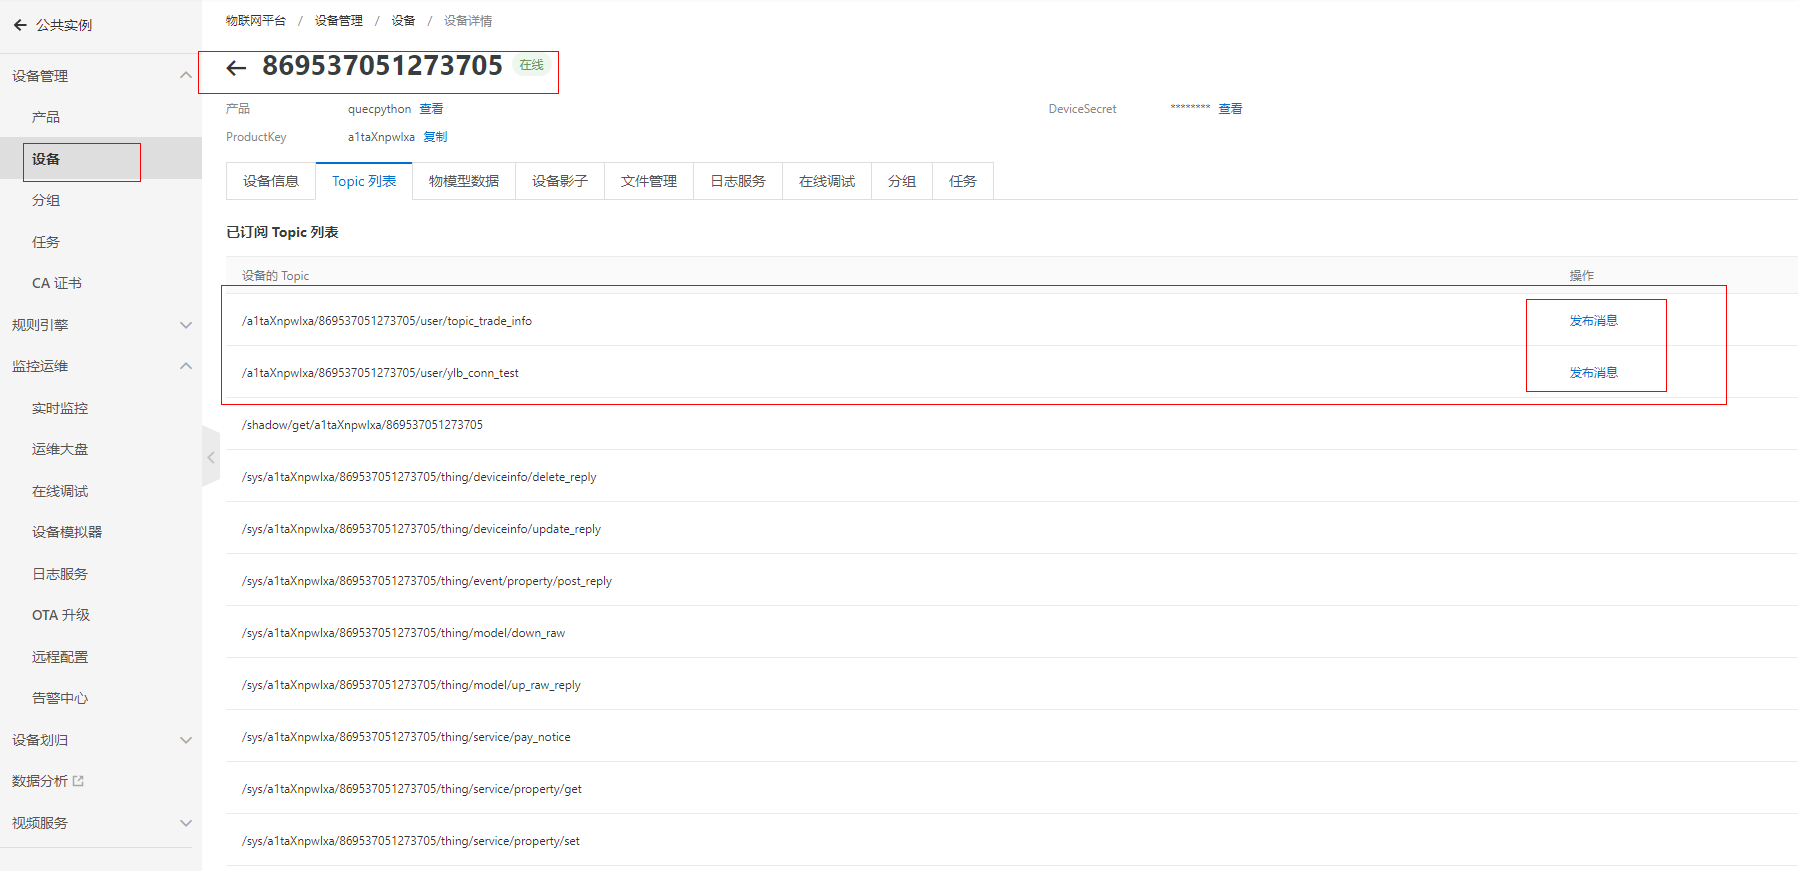 公共实例
设备管理
产品
设备
分组
任务
CA 证书
规则引擎
监控运维
实时监控
运维大盘
在线调试
设备模拟器
日志服务
OTA 升级
远程配置
告警中心
设备划归
数据分析
视频服务
物联网平台 / 设备管理 / 设备 / 设备详情
869537051273705 在线
产品 quecpython 查看 DeviceSecret ******** 查看
ProductKey a1taXnpwlxa 复制
设备信息 Topic 列表 物模型数据 设备影子 文件管理 日志服务 在线调试 分组 任务
已订阅 Topic 列表
设备的 Topic 操作
/a1taXnpwlxa/869537051273705/user/topic_trade_info 发布消息
/a1taXnpwlxa/869537051273705/user/ylb_conn_test 发布消息
/shadow/get/a1taXnpwlxa/869537051273705
/sys/a1taXnpwlxa/869537051273705/thing/deviceinfo/delete_reply
/sys/a1taXnpwlxa/869537051273705/thing/deviceinfo/update_reply
/sys/a1taXnpwlxa/869537051273705/thing/event/property/post_reply
/sys/a1taXnpwlxa/869537051273705/thing/model/down_raw
/sys/a1taXnpwlxa/869537051273705/thing/model/up_raw_reply
/sys/a1taXnpwlxa/869537051273705/thing/service/pay_notice
/sys/a1taXnpwlxa/869537051273705/thing/service/property/get
/sys/a1taXnpwlxa/869537051273705/thing/service/property/set